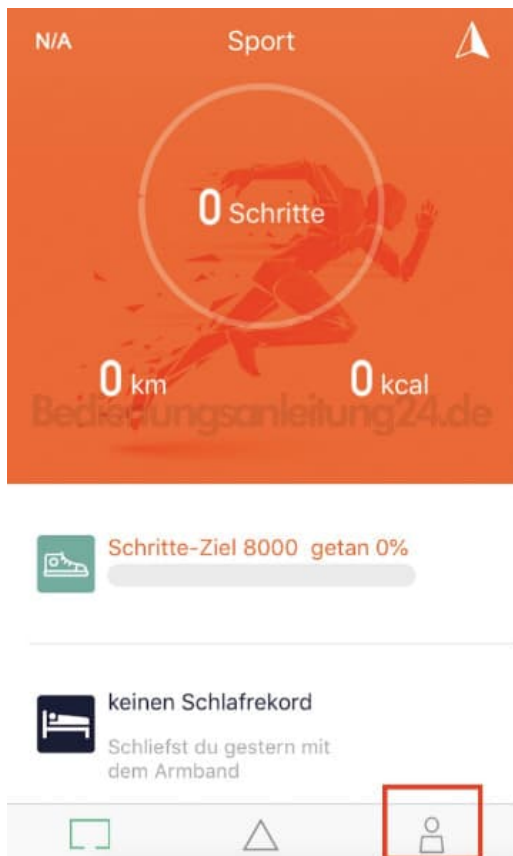 N/A
Sport
0 Schritte
0 km
0 kcal
Bedienungsanleitung24.de
Schritte-Ziel 8000 getan 0%
keinen Schlafrekord
Schliefst du gestern mit
dem Armband